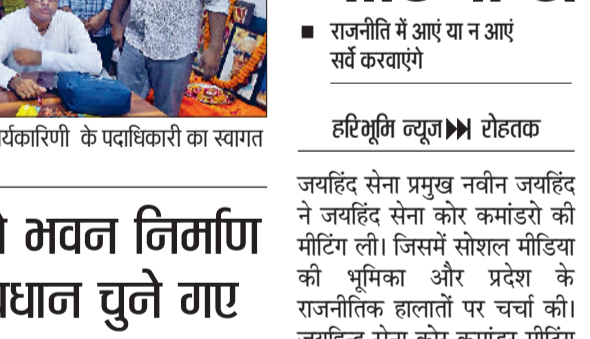 र्यकारिणी के पदाधिकारी का स्वागत
भवन निर्माण
चुने गए
■ राजनीति में आएं या न आएं
सर्वे करवाएंगे
हरिभूमि न्यूज ▶▶ रोहतक
जयहिंद सेना प्रमुख नवीन जयहिंद
ने जयहिंद सेना कोर कमांडरो की
मीटिंग ली। जिसमें सोशल मीडिया
की भूमिका और प्रदेश के
राजनीतिक हालातों पर चर्चा की।